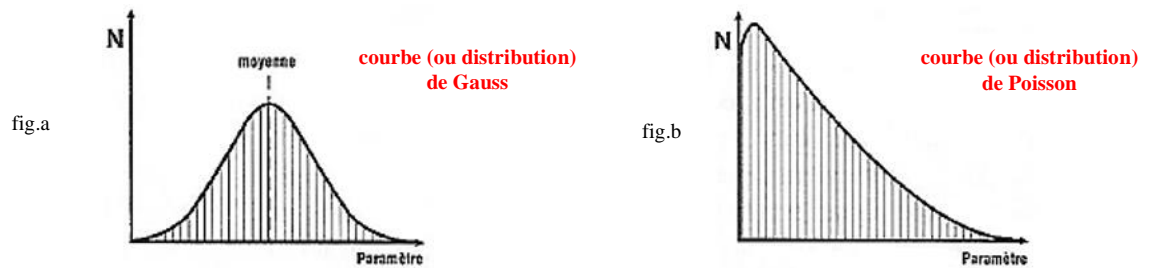 N
moyenne
courbe (ou distribution)
de Gauss
fig.a
Paramètre
N
courbe (ou distribution)
de Poisson
fig.b
Paramètre